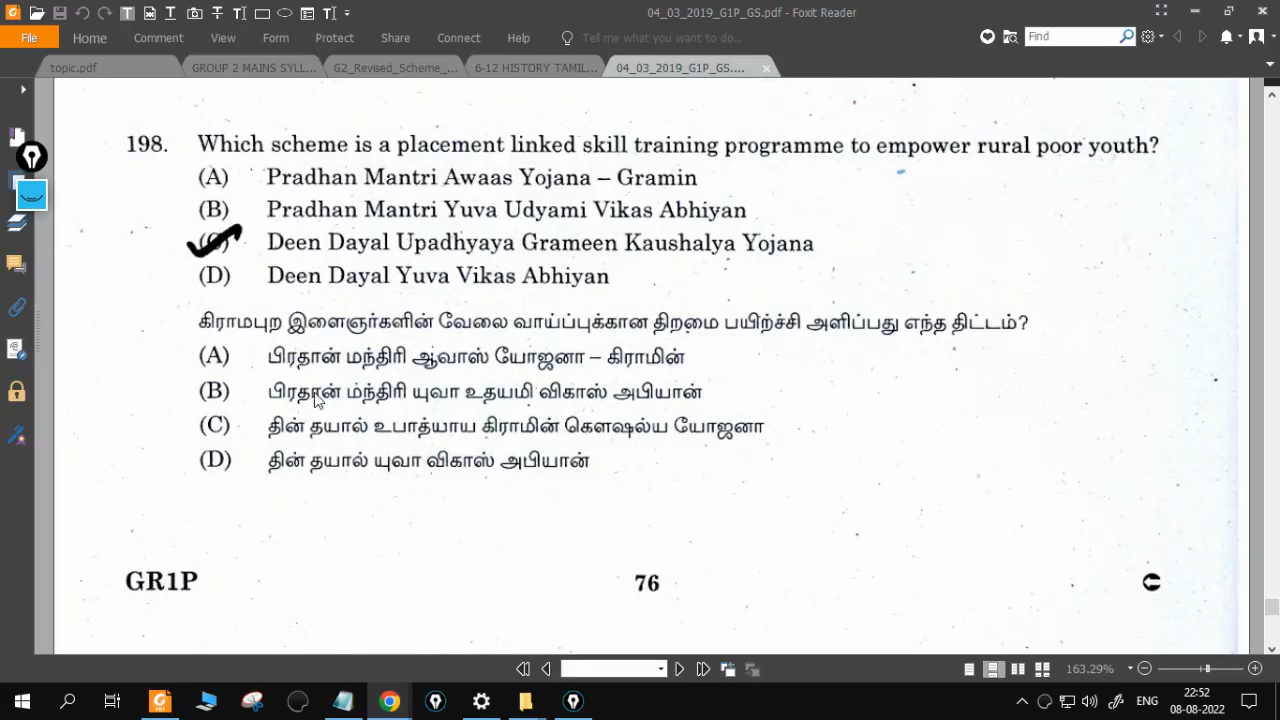 04_03_2019_G1P_GS.pdf - Foxit Reader
File Home Comment View Form Protect Share Connect Help Tell me what you want to do.. Find
topic.pdf GROUP 2 MAINS SYLL... G2_Revised_Scheme_... 6-12 HISTORY TAMIL... 04_03_2019_G1P_GS....
198. Which scheme is a placement linked skill training programme to empower rural poor youth?
(A) Pradhan Mantri Awaas Yojana – Gramin
(B) Pradhan Mantri Yuva Udyami Vikas Abhiyan
(C) Deen Dayal Upadhyaya Grameen Kaushalya Yojana
(D) Deen Dayal Yuva Vikas Abhiyan
கிராமபுற இளைஞர்களின் வேலை வாய்ப்புக்கான திறமை பயிற்ச்சி அளிப்பது எந்த திட்டம்?
(A) பிரதான் மந்திரி ஆவாஸ் யோஜனா – கிராமின்
(B) பிரதான் மந்திரி யுவா உதயமி விகாஸ் அபியான்
(C) தின் தயால் உபாத்யாய கிராமின் கௌஷல்ய யோஜனா
(D) தின் தயால் யுவா விகாஸ் அபியான்
GR1P 76
163.29%
ENG 22:52
08-08-2022